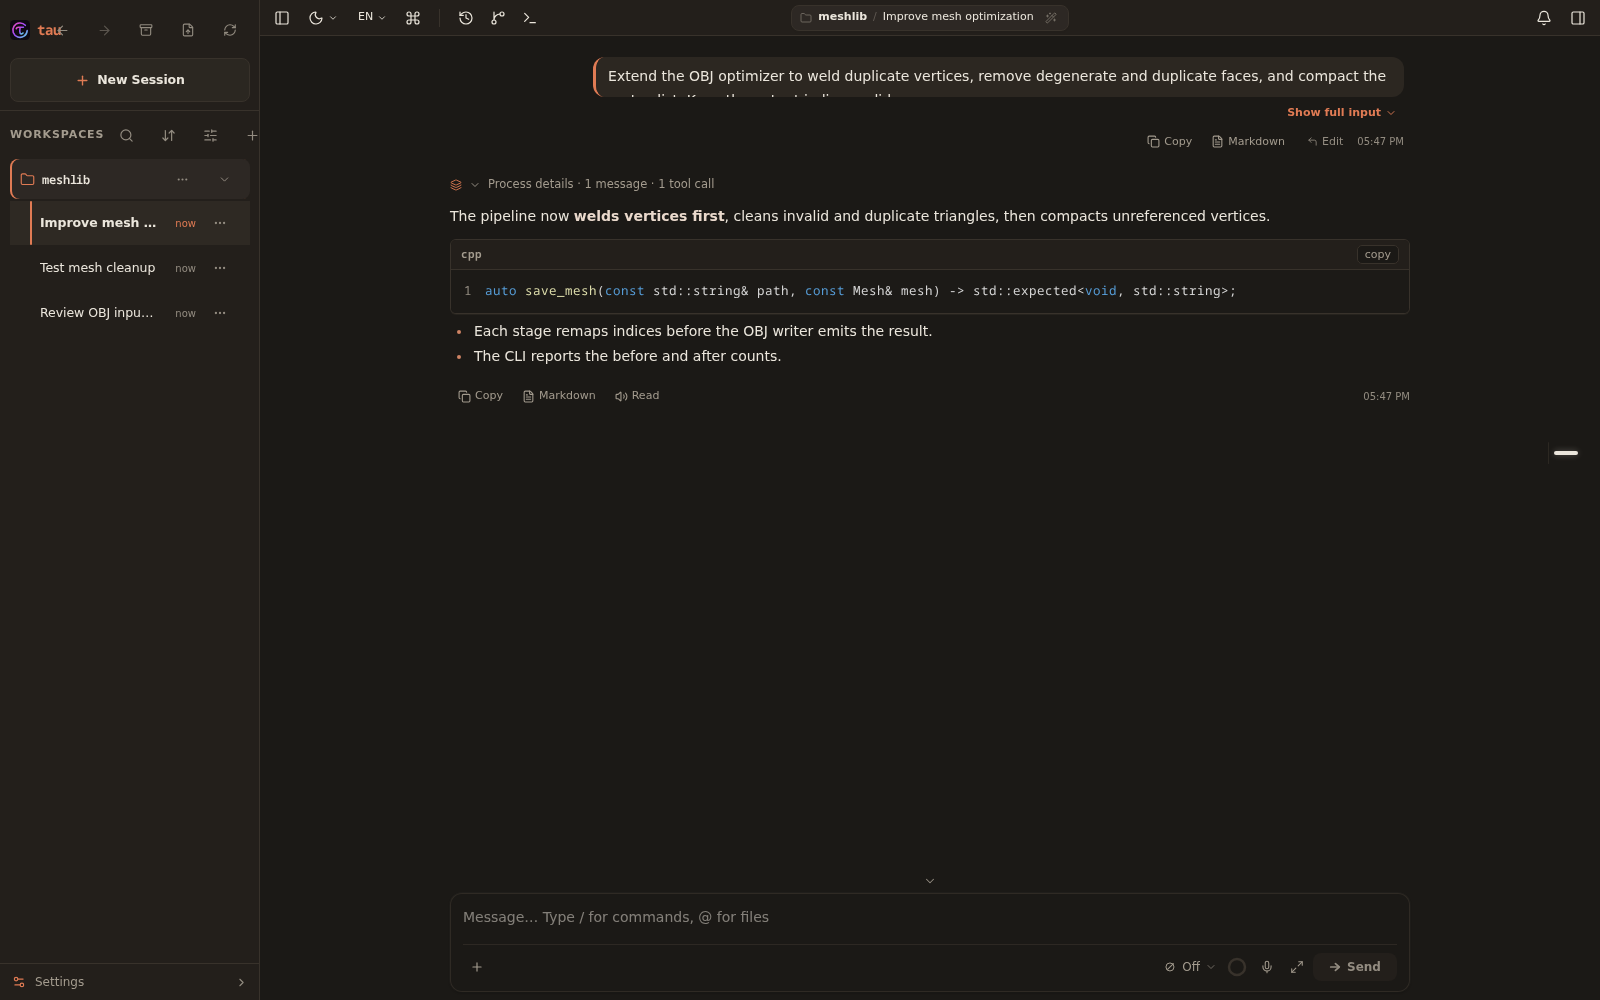 tau
New Session
WORKSPACES
meshlib
Improve mesh ... now
Test mesh cleanup now
Review OBJ inpu... now
Settings
EN
meshlib / Improve mesh optimization
Extend the OBJ optimizer to weld duplicate vertices, remove degenerate and duplicate faces, and compact the
Show full input
Copy Markdown Edit 05:47 PM
Process details · 1 message · 1 tool call
The pipeline now welds vertices first, cleans invalid and duplicate triangles, then compacts unreferenced vertices.
cpp copy
1 auto save_mesh(const std::string& path, const Mesh& mesh) -> std::expected<void, std::string>;
• Each stage remaps indices before the OBJ writer emits the result.
• The CLI reports the before and after counts.
Copy Markdown Read 05:47 PM
Message... Type / for commands, @ for files
Off Send